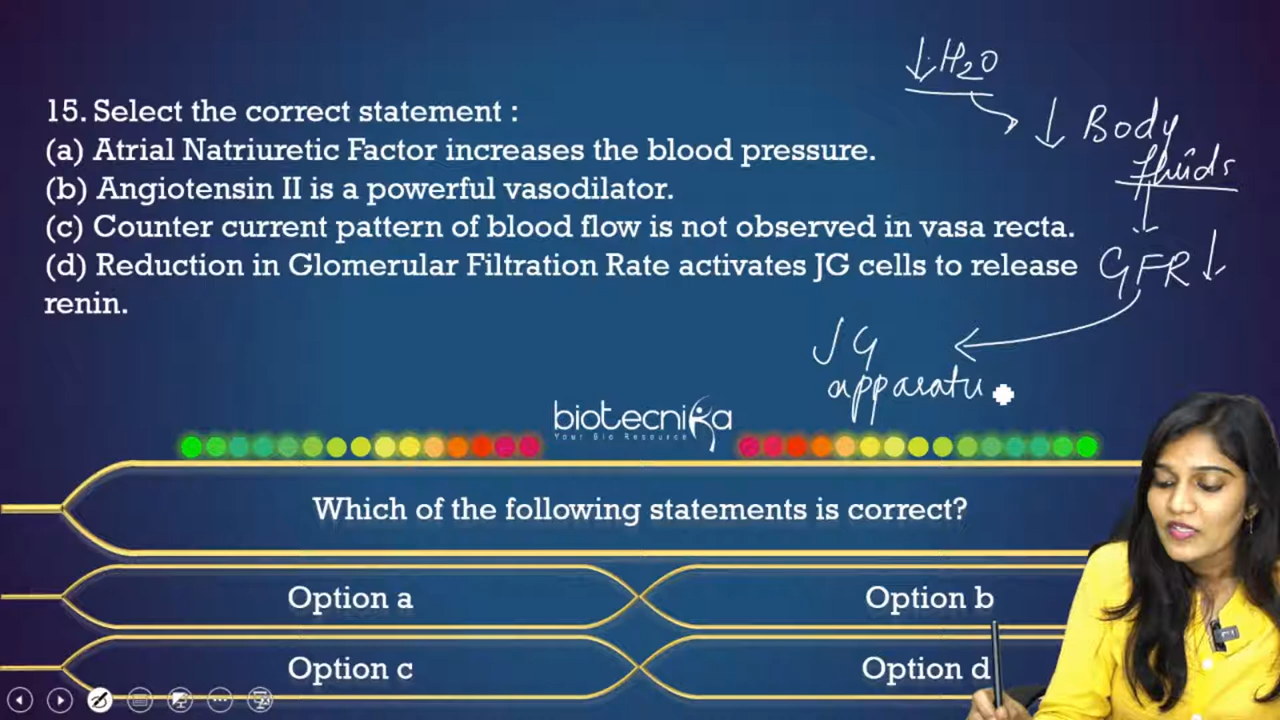 ↓H₂O
↓ Body
fluids
15. Select the correct statement :
(a) Atrial Natriuretic Factor increases the blood pressure.
(b) Angiotensin II is a powerful vasodilator.
(c) Counter current pattern of blood flow is not observed in vasa recta.
(d) Reduction in Glomerular Filtration Rate activates JG cells to release
renin.
GFR↓
JG
apparatu
biotecnika
Your Bio Resource
Which of the following statements is correct?
Option a
Option b
Option c
Option d